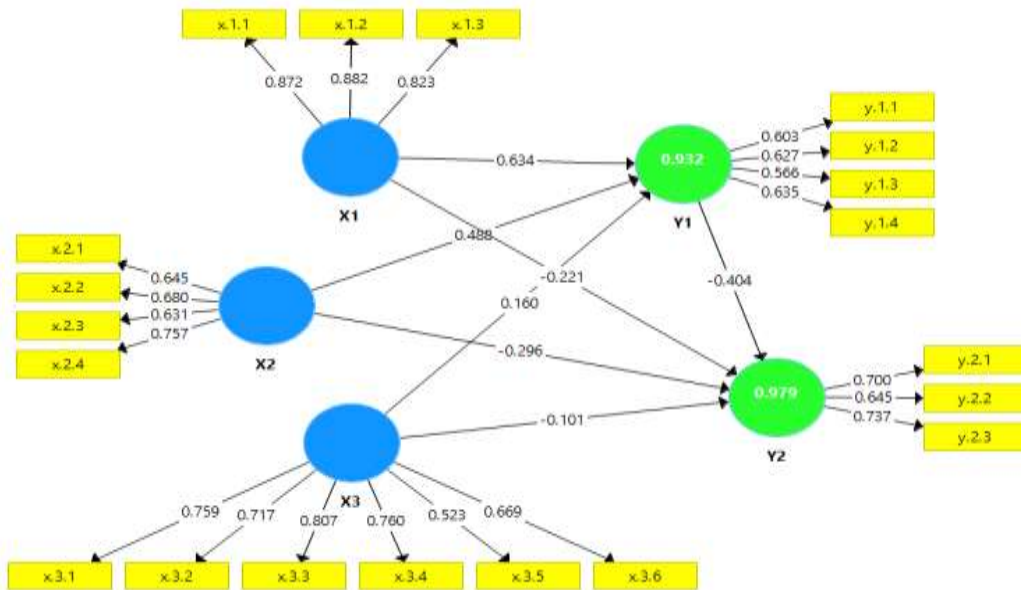 x.1.1
x.1.2
x.1.3
0.872
0.882
0.823
X1
0.634
0.932
Y1
y.1.1
y.1.2
y.1.3
y.1.4
0.603
0.627
0.566
0.635
x.2.1
x.2.2
x.2.3
x.2.4
0.645
0.680
0.631
0.757
X2
0.488
-0.221
0.160
-0.404
-0.296
-0.101
0.979
Y2
0.700
0.645
0.737
y.2.1
y.2.2
y.2.3
X3
0.759
0.717
0.807
0.760
0.523
0.669
x.3.1
x.3.2
x.3.3
x.3.4
x.3.5
x.3.6